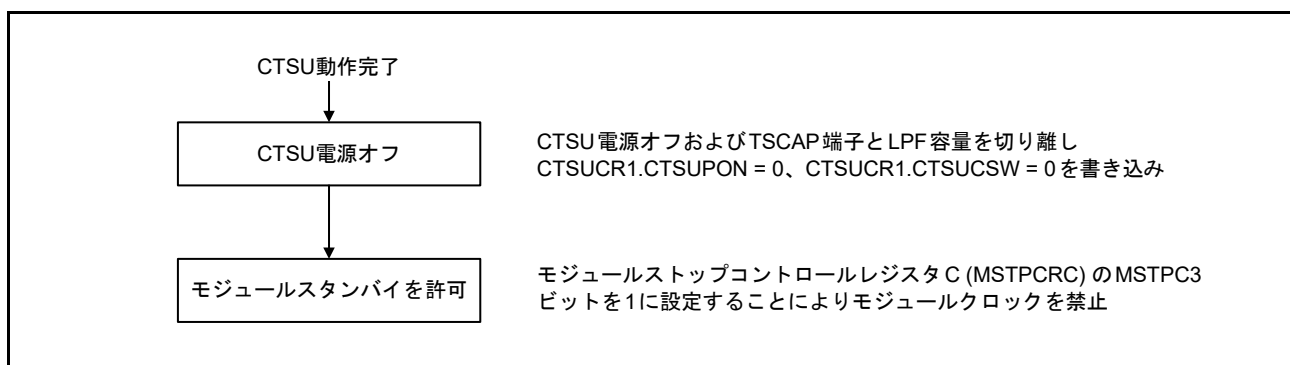 CTSU動作完了
CTSU電源オフ
CTSU電源オフおよびTSCAP端子とLPF容量を切り離し
CTSUCR1.CTSUPON = 0、CTSUCR1.CTSUCSW = 0を書き込み
モジュールスタンバイを許可
モジュールストップコントロールレジスタC (MSTPCRC) のMSTPC3
ビットを1に設定することによりモジュールクロックを禁止